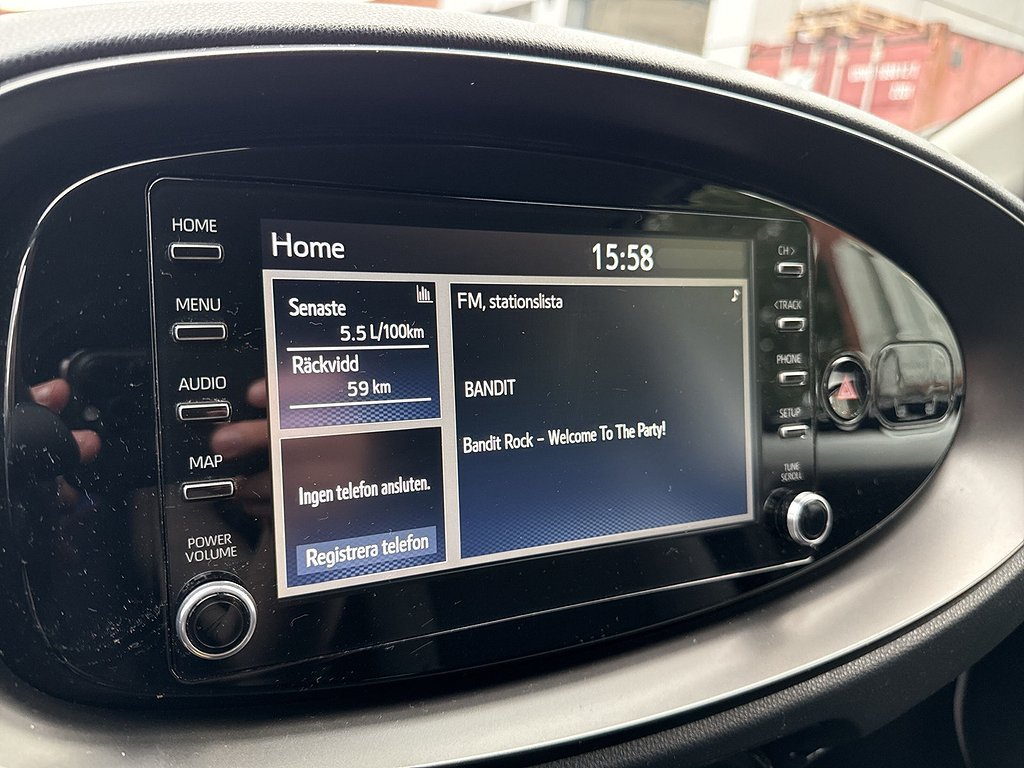 HOME
MENU
AUDIO
MAP
POWER
VOLUME
Home
15:58
Senaste
5.5 L/100km
Räckvidd
59 km
Ingen telefon ansluten.
Registrera telefon
FM, stationslista
BANDIT
Bandit Rock – Welcome To The Party!
CH >
< TRACK
PHONE
SETUP
TUNE
SCROLL